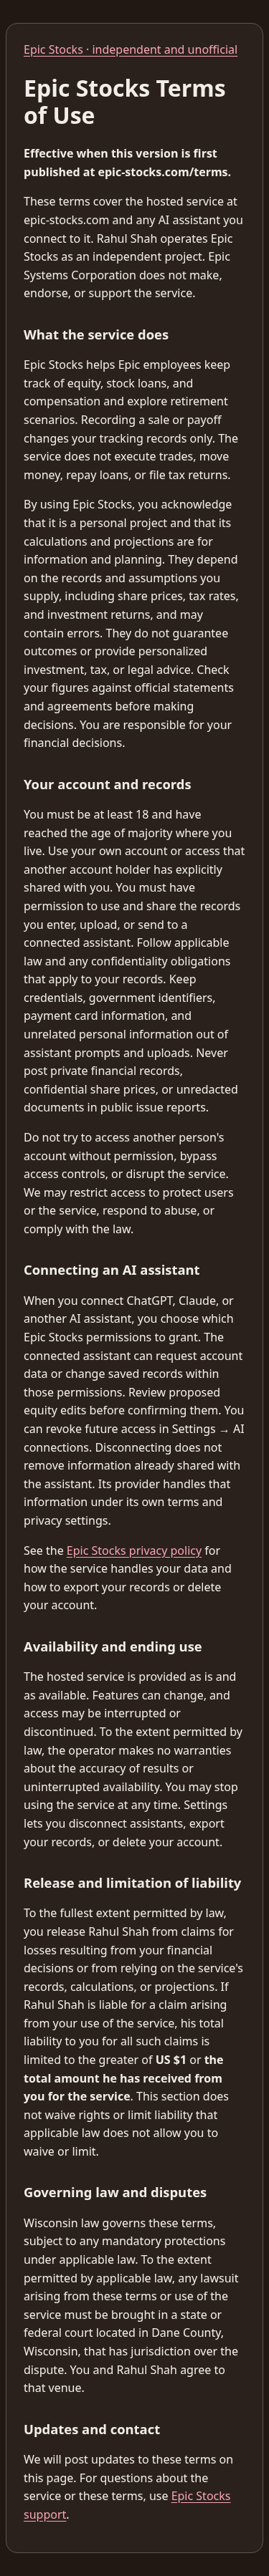 Epic Stocks · independent and unofficial
Epic Stocks Terms
of Use
Effective when this version is first
published at epic-stocks.com/terms.
These terms cover the hosted service at
epic-stocks.com and any AI assistant you
connect to it. Rahul Shah operates Epic
Stocks as an independent project. Epic
Systems Corporation does not make,
endorse, or support the service.
What the service does
Epic Stocks helps Epic employees keep
track of equity, stock loans, and
compensation and explore retirement
scenarios. Recording a sale or payoff
changes your tracking records only. The
service does not execute trades, move
money, repay loans, or file tax returns.
By using Epic Stocks, you acknowledge
that it is a personal project and that its
calculations and projections are for
information and planning. They depend
on the records and assumptions you
supply, including share prices, tax rates,
and investment returns, and may
contain errors. They do not guarantee
outcomes or provide personalized
investment, tax, or legal advice. Check
your figures against official statements
and agreements before making
decisions. You are responsible for your
financial decisions.
Your account and records
You must be at least 18 and have
reached the age of majority where you
live. Use your own account or access that
another account holder has explicitly
shared with you. You must have
permission to use and share the records
you enter, upload, or send to a
connected assistant. Follow applicable
law and any confidentiality obligations
that apply to your records. Keep
credentials, government identifiers,
payment card information, and
unrelated personal information out of
assistant prompts and uploads. Never
post private financial records,
confidential share prices, or unredacted
documents in public issue reports.
Do not try to access another person's
account without permission, bypass
access controls, or disrupt the service.
We may restrict access to protect users
or the service, respond to abuse, or
comply with the law.
Connecting an AI assistant
When you connect ChatGPT, Claude, or
another AI assistant, you choose which
Epic Stocks permissions to grant. The
connected assistant can request account
data or change saved records within
those permissions. Review proposed
equity edits before confirming them. You
can revoke future access in Settings → AI
connections. Disconnecting does not
remove information already shared with
the assistant. Its provider handles that
information under its own terms and
privacy settings.
See the Epic Stocks privacy policy for
how the service handles your data and
how to export your records or delete
your account.
Availability and ending use
The hosted service is provided as is and
as available. Features can change, and
access may be interrupted or
discontinued. To the extent permitted by
law, the operator makes no warranties
about the accuracy of results or
uninterrupted availability. You may stop
using the service at any time. Settings
lets you disconnect assistants, export
your records, or delete your account.
Release and limitation of liability
To the fullest extent permitted by law,
you release Rahul Shah from claims for
losses resulting from your financial
decisions or from relying on the service's
records, calculations, or projections. If
Rahul Shah is liable for a claim arising
from your use of the service, his total
liability to you for all such claims is
limited to the greater of US $1 or the
total amount he has received from
you for the service. This section does
not waive rights or limit liability that
applicable law does not allow you to
waive or limit.
Governing law and disputes
Wisconsin law governs these terms,
subject to any mandatory protections
under applicable law. To the extent
permitted by applicable law, any lawsuit
arising from these terms or use of the
service must be brought in a state or
federal court located in Dane County,
Wisconsin, that has jurisdiction over the
dispute. You and Rahul Shah agree to
that venue.
Updates and contact
We will post updates to these terms on
this page. For questions about the
service or these terms, use Epic Stocks
support.